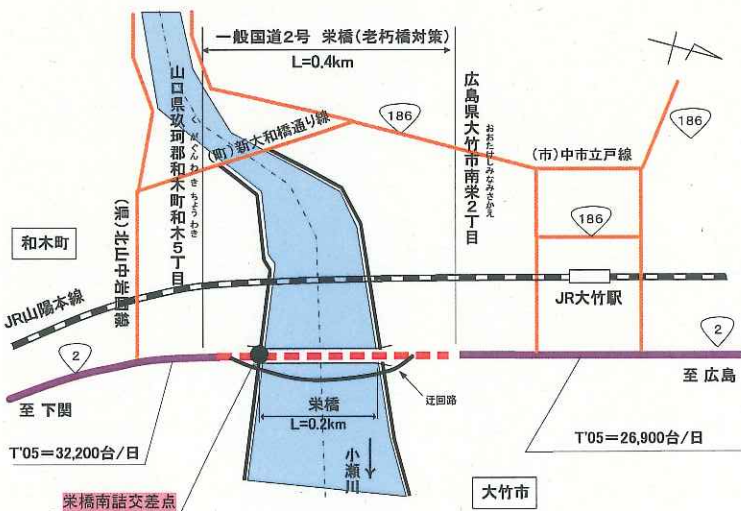 一般国道2号 栄橋(老朽橋対策)
L=0.4km
山口県玖珂郡和木町和木5丁目
くがぐんわきちょうわき
広島県大竹市南栄2丁目
おおたけしみなみさかえ
186
(町)新大和橋通り線
(市)中市立戸線
186
186
(県)北山中岩国線
和木町
JR山陽本線
JR大竹駅
2
2
至 下関
至 広島
迂回路
栄橋
L=0.2km
T'05=32,200台/日
T'05=26,900台/日
小瀬川
栄橋南詰交差点
大竹市